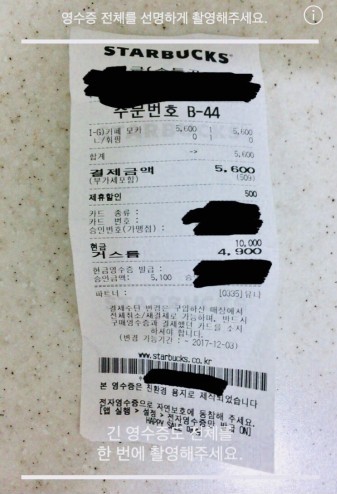 영수증 전체를 선명하게 촬영해주세요.
STARBUCKS
주문번호 B-44
I-G)카페 모카 5,600 1 5,600
L/휘핑 0 1 0
합계 -> 5,600
결제금액 5,600
(부가세포함) (509)
제휴할인 500
카드 종류 :
카드 번호 :
승인번호(가맹점) :
현금 10,000
거스름 4,900
현금영수증 발급 :
승인금액: 5,100
파트너 : [0335]
결제수단 변경은 구입하신 매장에서
전체취소/재결제로 가능하며, 반드시
구매영수증과 결제했던 카드를 소지
하셔야 합니다.
(변경 가능기간 : ~ 2017-12-03)
www.starbucks.co.kr
본 영수증은 친환경 용지로 제작되었습니다
전자영수증으로 자연보호에 동참해 주세요.
[앱 실행 > 설정 > 전자영수증만 받기 ON]
긴 영수증도 전체를
한 번에 촬영해주세요.